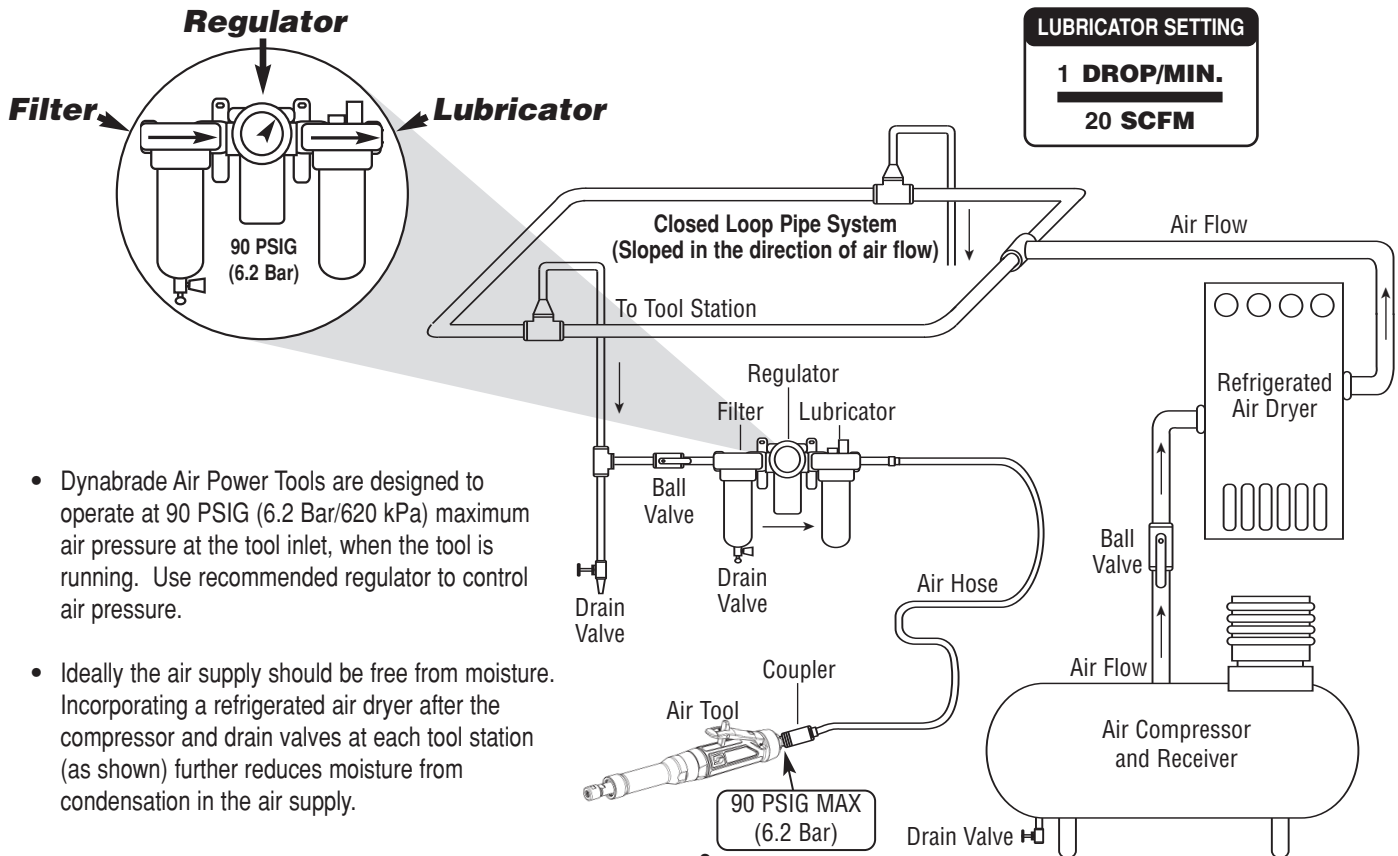 Regulator
Filter
Lubricator
90 PSIG
(6.2 Bar)
LUBRICATOR SETTING
1 DROP/MIN.
20 SCFM
Closed Loop Pipe System
(Sloped in the direction of air flow)
Air Flow
To Tool Station
Regulator
Filter
Lubricator
Ball
Valve
Drain
Valve
Drain
Valve
Air Hose
Refrigerated
Air Dryer
Ball
Valve
Air Flow
Air Compressor
and Receiver
Drain Valve
Coupler
Air Tool
90 PSIG MAX
(6.2 Bar)
• Dynabrade Air Power Tools are designed to
operate at 90 PSIG (6.2 Bar/620 kPa) maximum
air pressure at the tool inlet, when the tool is
running. Use recommended regulator to control
air pressure.
• Ideally the air supply should be free from moisture.
Incorporating a refrigerated air dryer after the
compressor and drain valves at each tool station
(as shown) further reduces moisture from
condensation in the air supply.